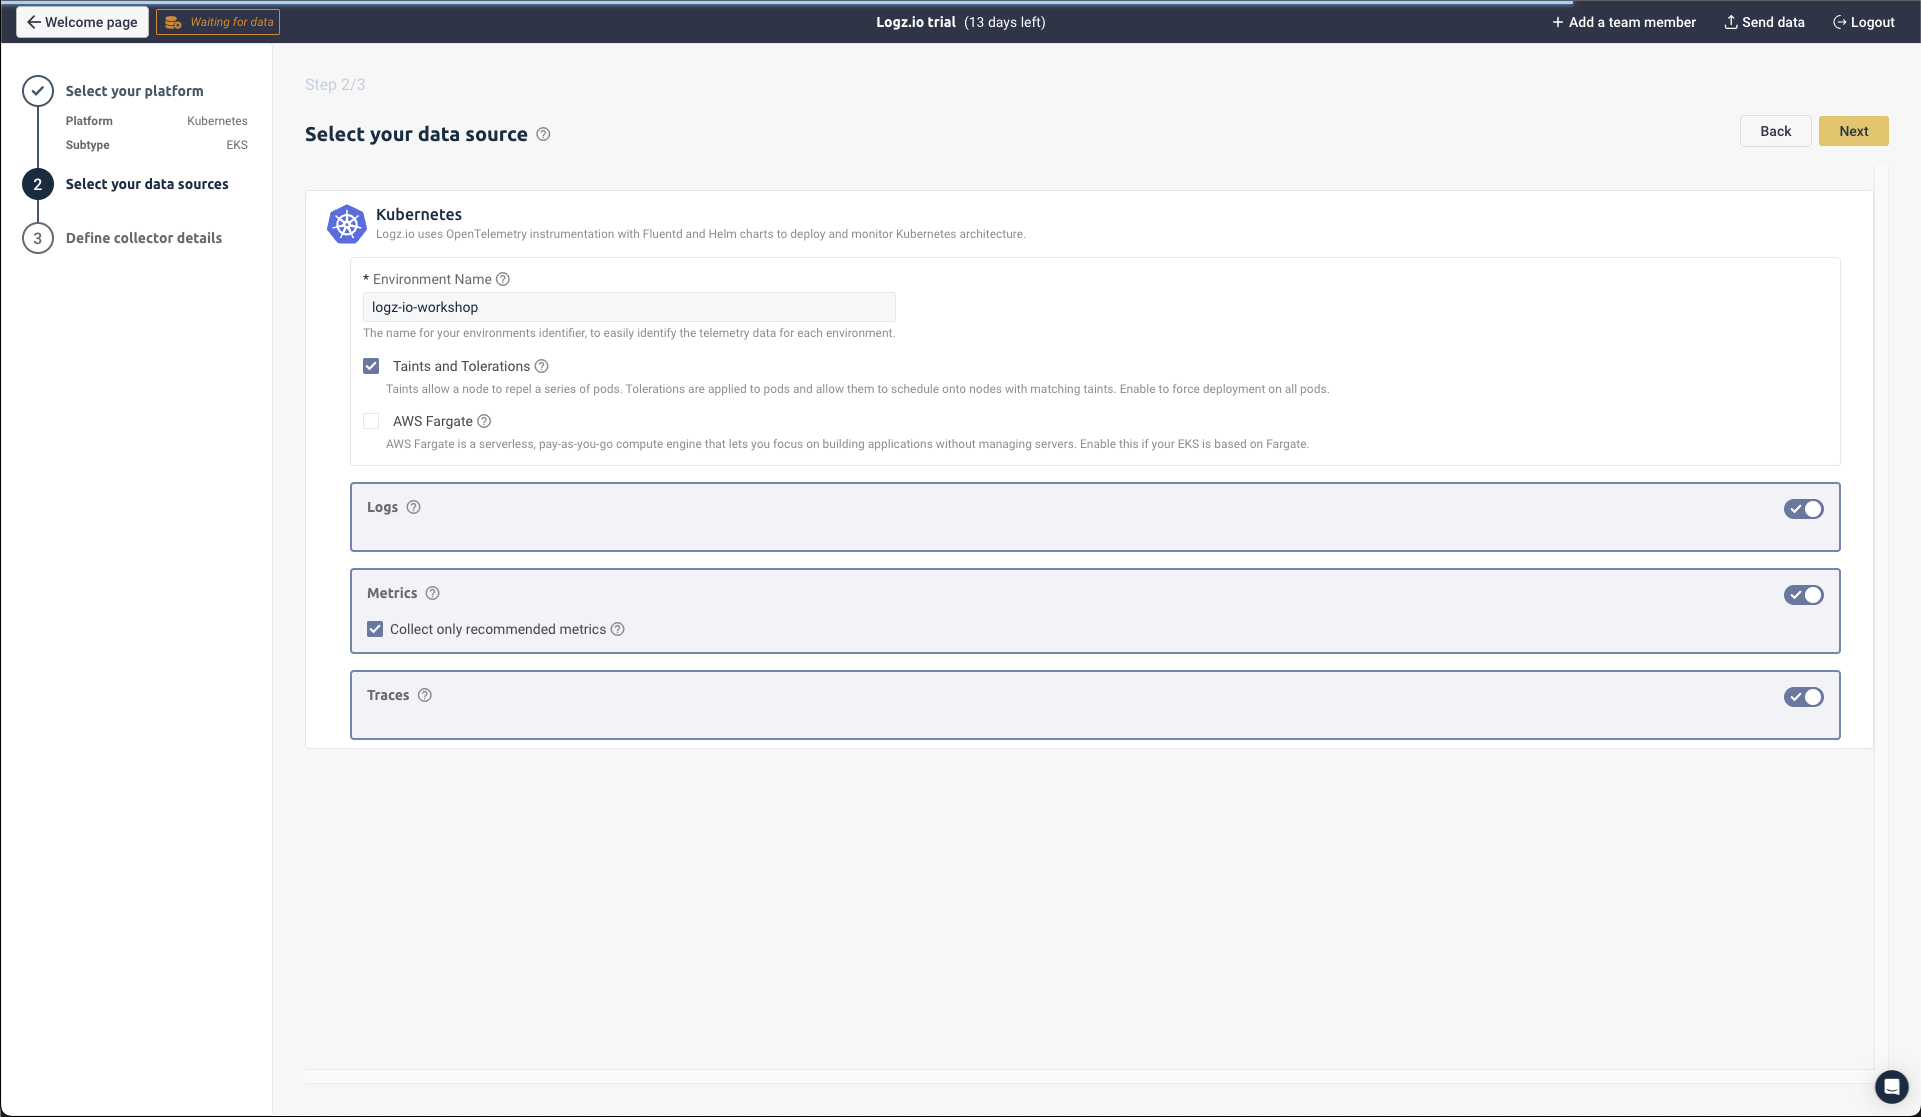 Welcome page
Waiting for data
Logz.io trial (13 days left)
Add a team member
Send data
Logout
Select your platform
Platform Kubernetes
Subtype EKS
2 Select your data sources
3 Define collector details
Step 2/3
Select your data source
Back
Next
Kubernetes
Logz.io uses OpenTelemetry instrumentation with Fluentd and Helm charts to deploy and monitor Kubernetes architecture.
* Environment Name
logz-io-workshop
The name for your environments identifier, to easily identify the telemetry data for each environment.
Taints and Tolerations
Taints allow a node to repel a series of pods. Tolerations are applied to pods and allow them to schedule onto nodes with matching taints. Enable to force deployment on all pods.
AWS Fargate
AWS Fargate is a serverless, pay-as-you-go compute engine that lets you focus on building applications without managing servers. Enable this if your EKS is based on Fargate.
Logs
Metrics
Collect only recommended metrics
Traces